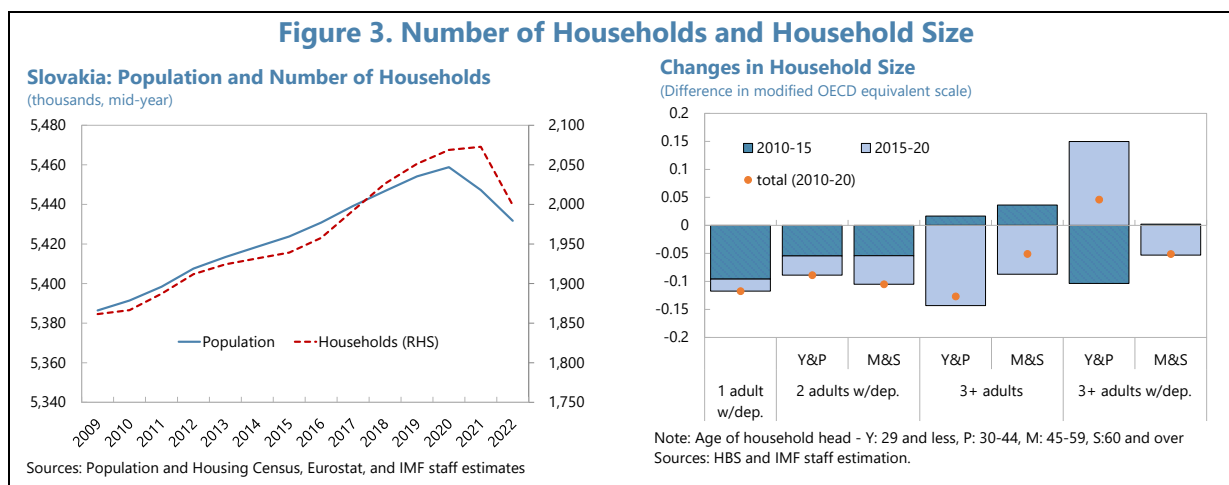 Figure 3. Number of Households and Household Size
Slovakia: Population and Number of Households
(thousands, mid-year)
5,480
5,460
5,440
5,420
5,400
5,380
5,360
5,340
2,100
2,050
2,000
1,950
1,900
1,850
1,800
1,750
Population
Households (RHS)
2009
2010
2011
2012
2013
2014
2015
2016
2017
2018
2019
2020
2021
2022
Sources: Population and Housing Census, Eurostat, and IMF staff estimates
Changes in Household Size
(Difference in modified OECD equivalent scale)
0.2
0.15
0.1
0.05
0
-0.05
-0.1
-0.15
-0.2
2010-15
2015-20
total (2010-20)
Y&P
M&S
Y&P
M&S
Y&P
M&S
1 adult
w/dep.
2 adults w/dep.
3+ adults
3+ adults w/dep.
Note: Age of household head - Y: 29 and less, P: 30-44, M: 45-59, S:60 and over
Sources: HBS and IMF staff estimation.